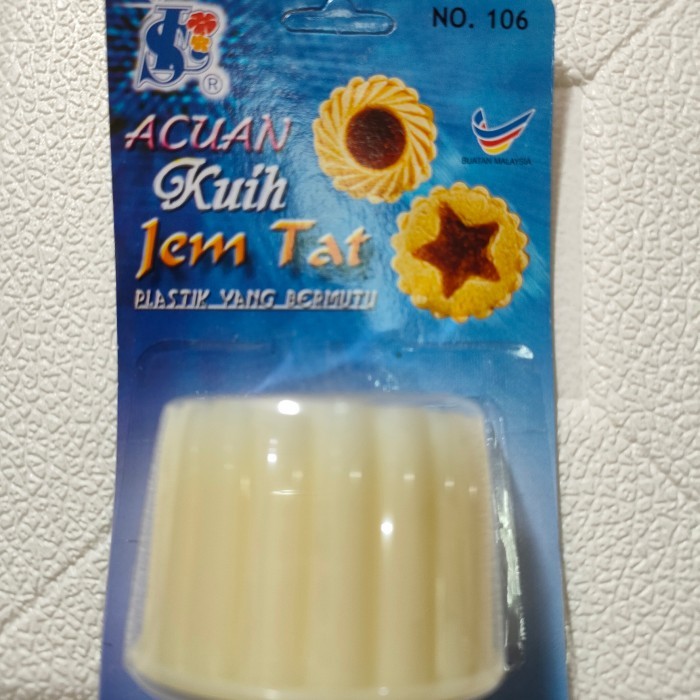 NO. 106
®
ACUAN
Kuih
Jem Tat
PLASTIK YANG BERMUTU
BUATAN MALAYSIA